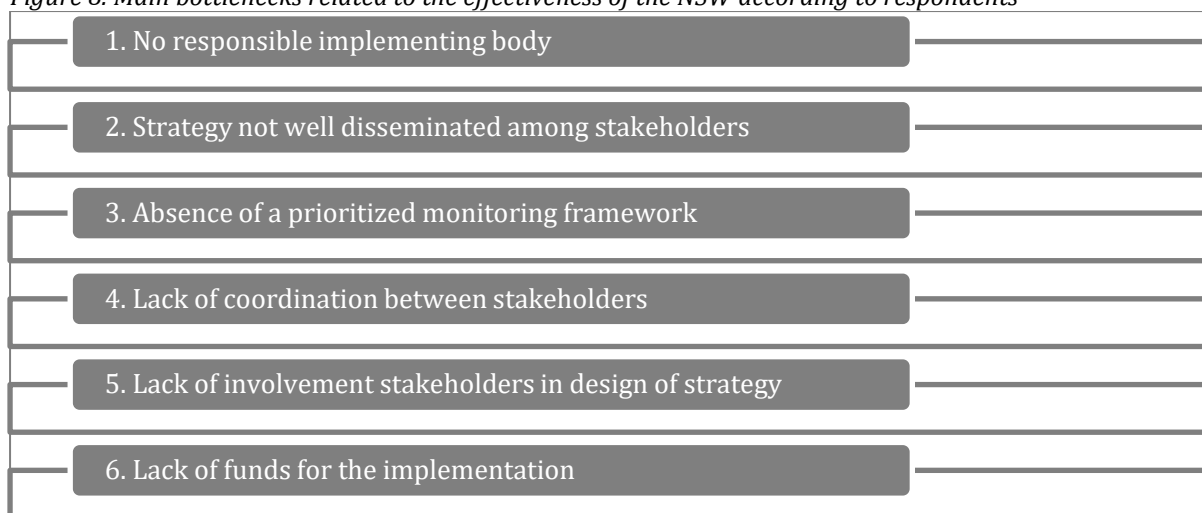 Figure 8. Main bottlenecks related to the effectiveness of the NSW according to respondents
1. No responsible implementing body
2. Strategy not well disseminated among stakeholders
3. Absence of a prioritized monitoring framework
4. Lack of coordination between stakeholders
5. Lack of involvement stakeholders in design of strategy
6. Lack of funds for the implementation